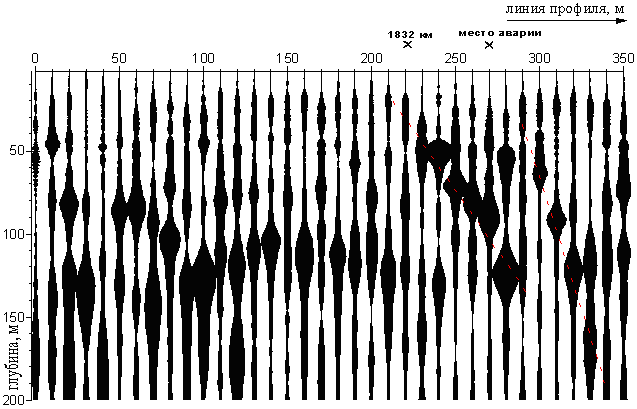 линия профиля, м
1832 км место аварии
0 50 100 150 200 250 300 350
50
100
150
200
глубина, м